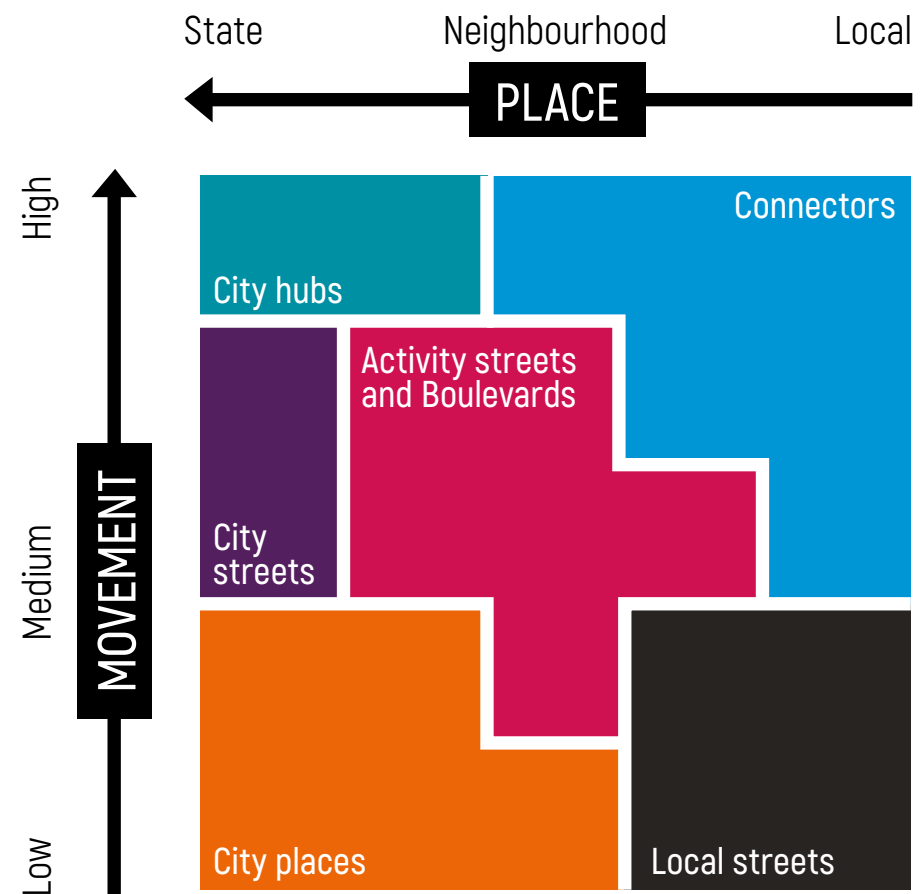 State
Neighbourhood
Local
PLACE
High
Connectors
City hubs
Activity streets
and Boulevards
MOVEMENT
Medium
City
streets
Low
City places
Local streets